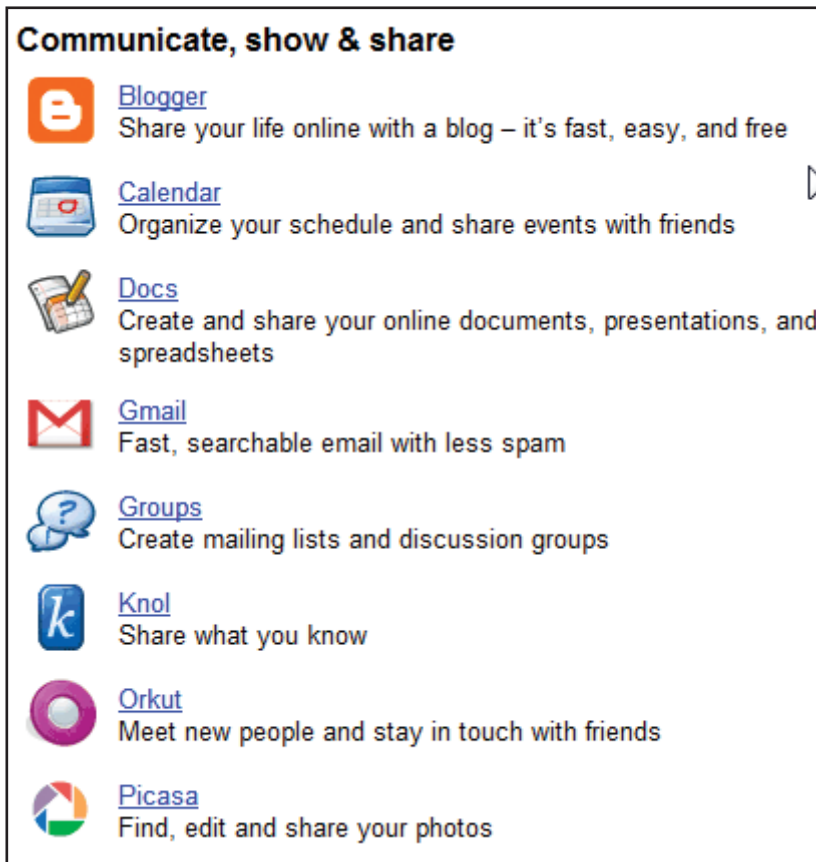 Communicate, show & share
Blogger
Share your life online with a blog – it's fast, easy, and free
Calendar
Organize your schedule and share events with friends
Docs
Create and share your online documents, presentations, and
spreadsheets
Gmail
Fast, searchable email with less spam
Groups
Create mailing lists and discussion groups
k
Knol
Share what you know
Orkut
Meet new people and stay in touch with friends
Picasa
Find, edit and share your photos